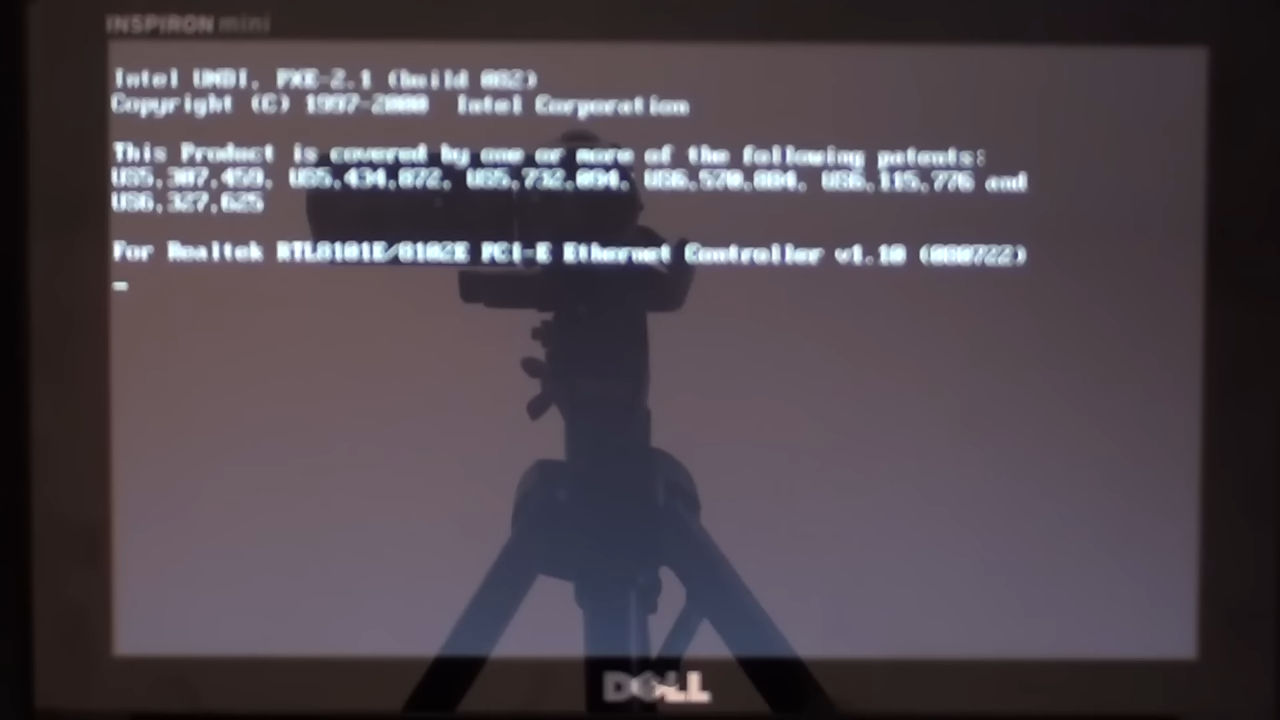 INSPIRON mini
Intel UNDI, PXE-2.1 (build 082)
Copyright (C) 1997-2000 Intel Corporation
This Product is covered by one or more of the following patents:
US5,307,459, US5,434,872, US5,732,094, US6,570,884, US6,115,776 and
US6,327,625
For Realtek RTL8101E/8102E PCI-E Ethernet Controller v1.10 (080722)
DELL